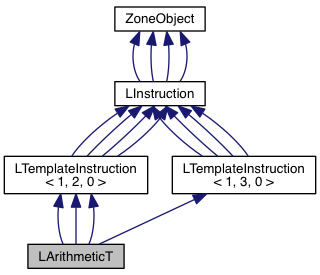 ZoneObject
LInstruction
LTemplateInstruction
< 1, 2, 0 >
LTemplateInstruction
< 1, 3, 0 >
LArithmeticT